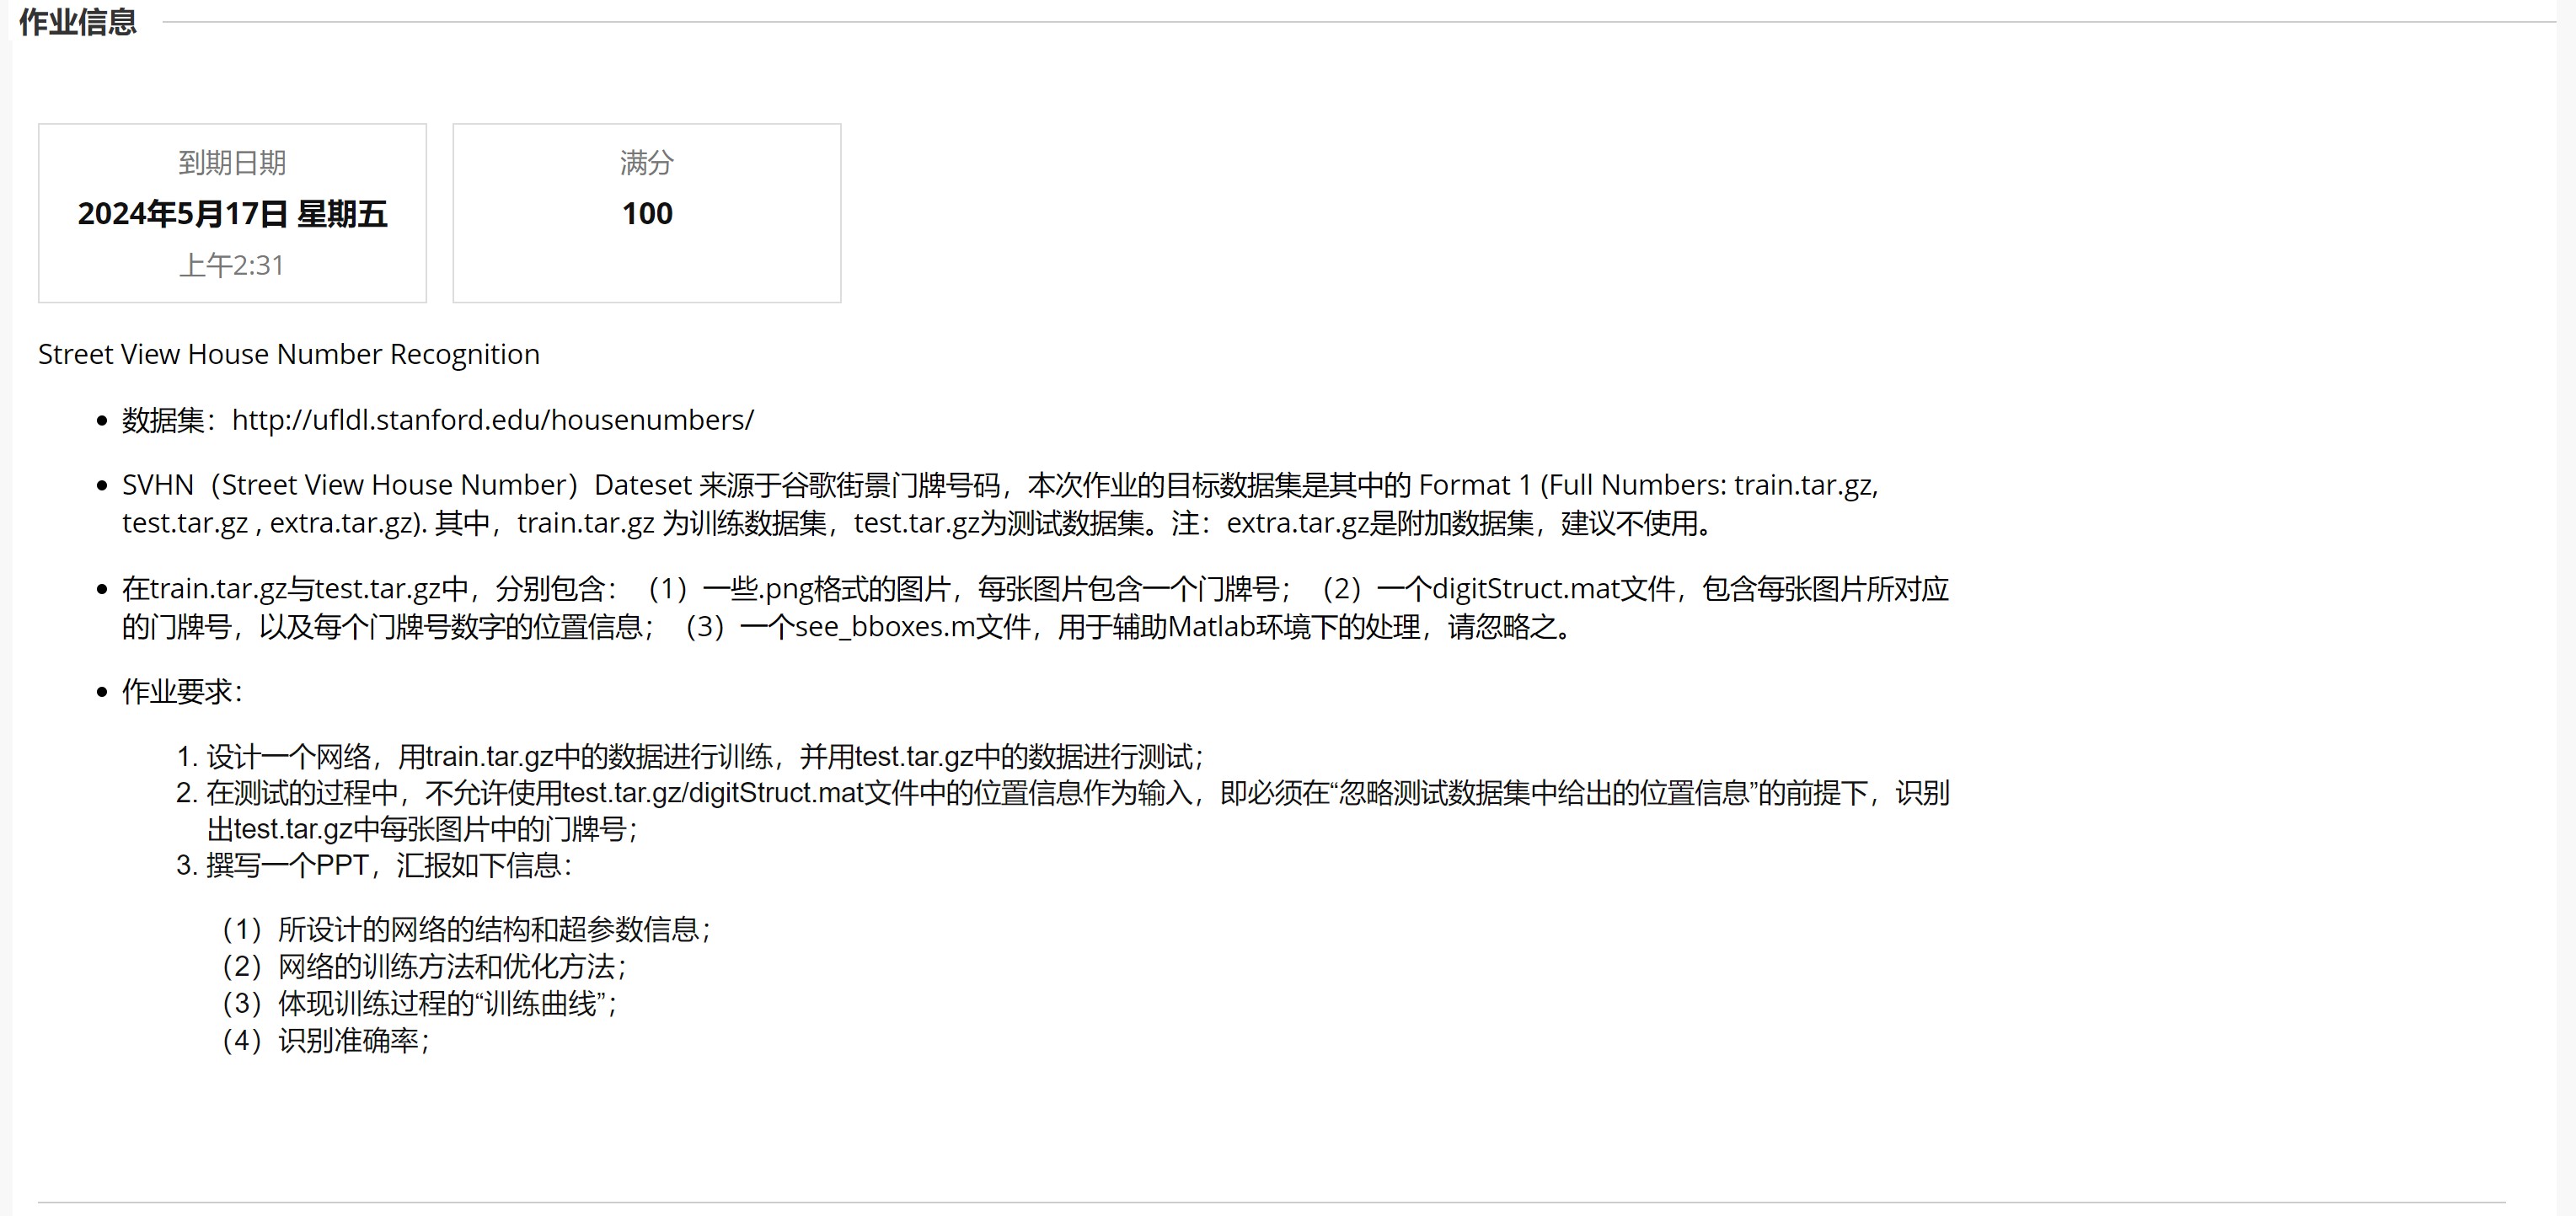 作业信息
到期日期
满分
2024年5月17日 星期五
100
上午2:31
Street View House Number Recognition
• 数据集：http://ufldl.stanford.edu/housenumbers/
• SVHN（Street View House Number）Dateset 来源于谷歌街景门牌号码，本次作业的目标数据集是其中的 Format 1 (Full Numbers: train.tar.gz,
test.tar.gz , extra.tar.gz). 其中，train.tar.gz 为训练数据集，test.tar.gz为测试数据集。注：extra.tar.gz是附加数据集，建议不使用。
• 在train.tar.gz与test.tar.gz中，分别包含：（1）一些.png格式的图片，每张图片包含一个门牌号；（2）一个digitStruct.mat文件，包含每张图片所对应
的门牌号，以及每个门牌号数字的位置信息；（3）一个see_bboxes.m文件，用于辅助Matlab环境下的处理，请忽略之。
• 作业要求：
1. 设计一个网络，用train.tar.gz中的数据进行训练，并用test.tar.gz中的数据进行测试；
2. 在测试的过程中，不允许使用test.tar.gz/digitStruct.mat文件中的位置信息作为输入，即必须在“忽略测试数据集中给出的位置信息”的前提下，识别
出test.tar.gz中每张图片中的门牌号；
3. 撰写一个PPT，汇报如下信息：
（1）所设计的网络的结构和超参数信息；
（2）网络的训练方法和优化方法；
（3）体现训练过程的“训练曲线”；
（4）识别准确率；